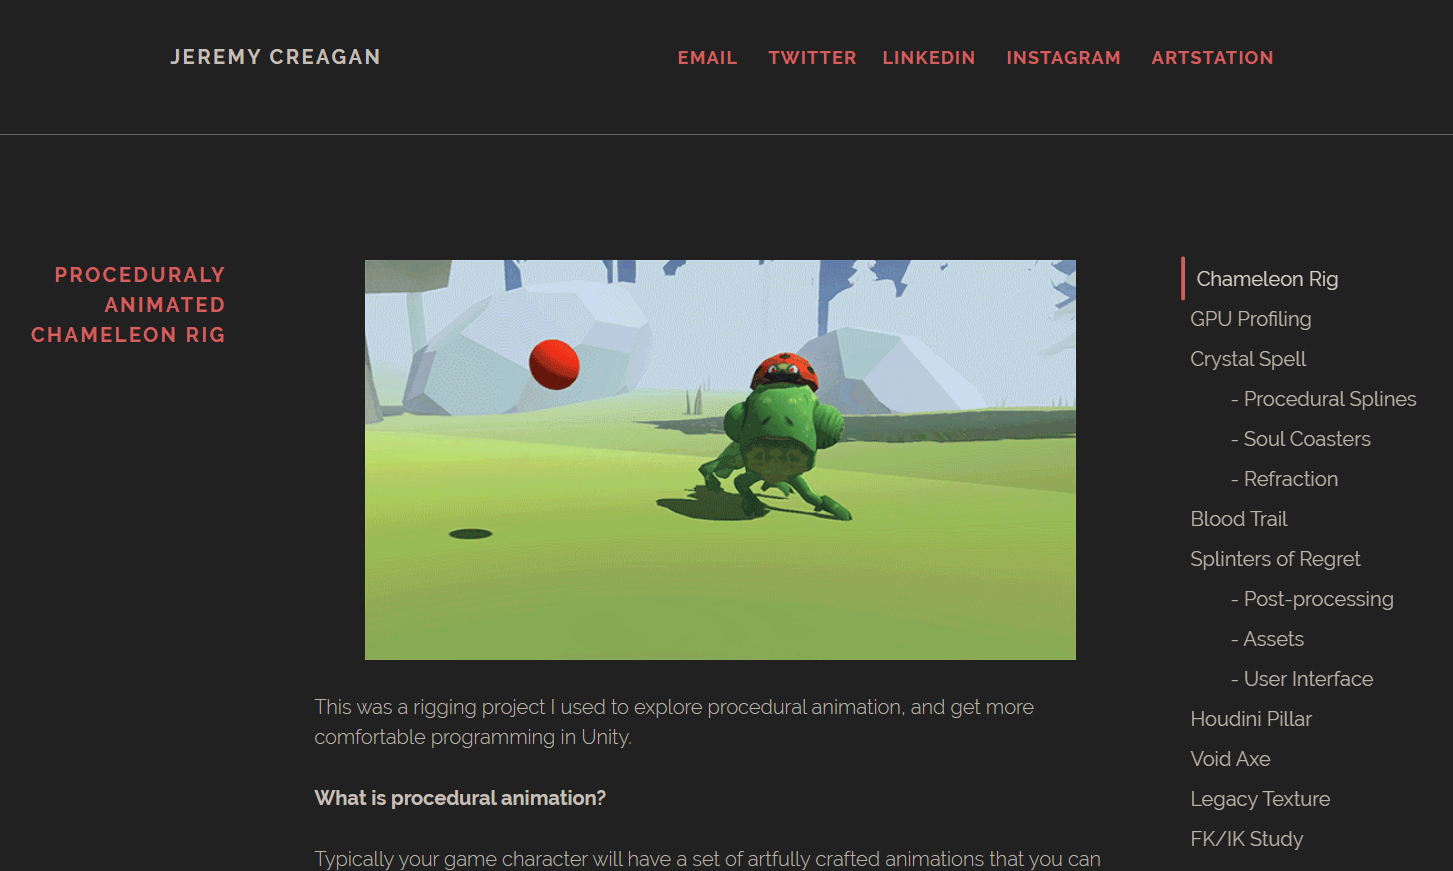 JEREMY CREAGAN
EMAIL TWITTER LINKEDIN INSTAGRAM ARTSTATION
PROCEDURALY
ANIMATED
CHAMELEON RIG
This was a rigging project I used to explore procedural animation, and get more
comfortable programming in Unity.
What is procedural animation?
Typically your game character will have a set of artfully crafted animations that you can
Chameleon Rig
GPU Profiling
Crystal Spell
- Procedural Splines
- Soul Coasters
- Refraction
Blood Trail
Splinters of Regret
- Post-processing
- Assets
- User Interface
Houdini Pillar
Void Axe
Legacy Texture
FK/IK Study